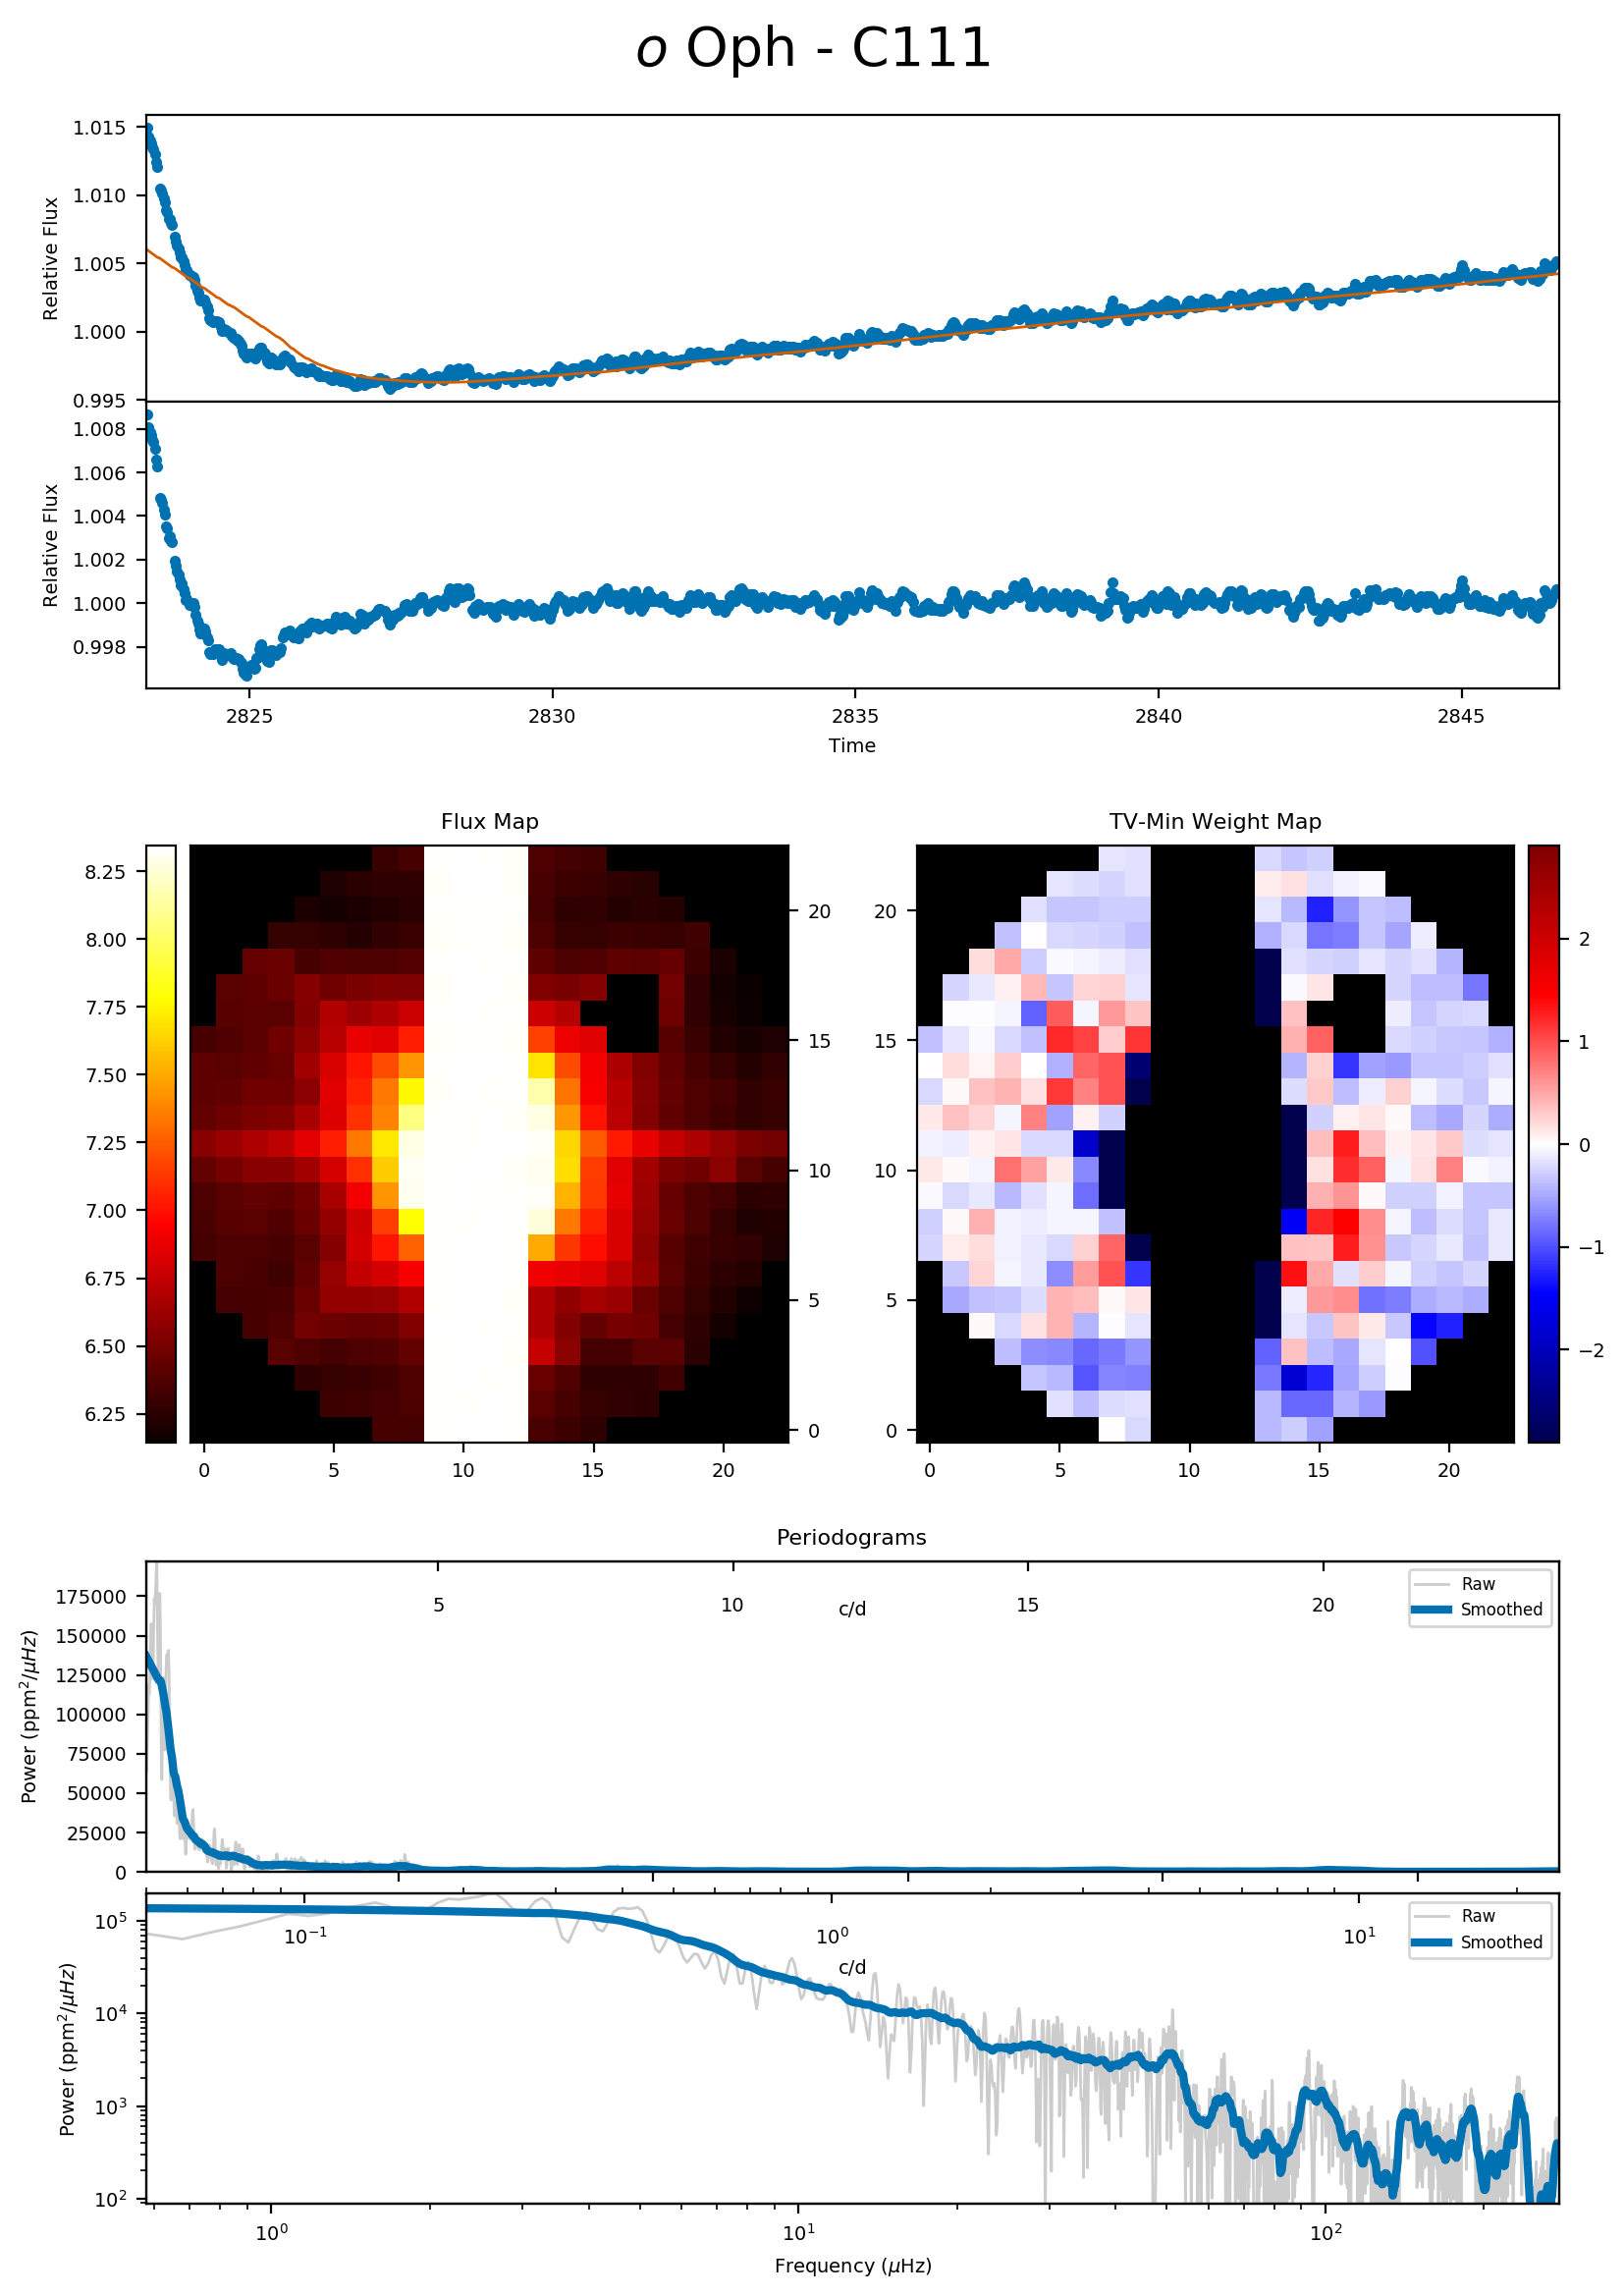 o Oph - C111
1.015
1.010
1.005
1.000
0.995
Relative Flux
1.008
1.006
1.004
1.002
1.000
0.998
Relative Flux
2825 2830 2835 2840 2845
Time
Flux Map
8.25
8.00
7.75
7.50
7.25
7.00
6.75
6.50
6.25
20
15
10
5
0
0 5 10 15 20
TV-Min Weight Map
20
15
10
5
0
0 5 10 15 20
2
1
0
−1
−2
Periodograms
175000
150000
125000
100000
75000
50000
25000
0
Power (ppm²/μHz)
5 10 15 20
c/d
Raw
Smoothed
10⁵
10⁴
10³
10²
Power (ppm²/μHz)
10⁻¹ 10⁰ 10¹
c/d
Raw
Smoothed
10⁰ 10¹ 10²
Frequency (μHz)